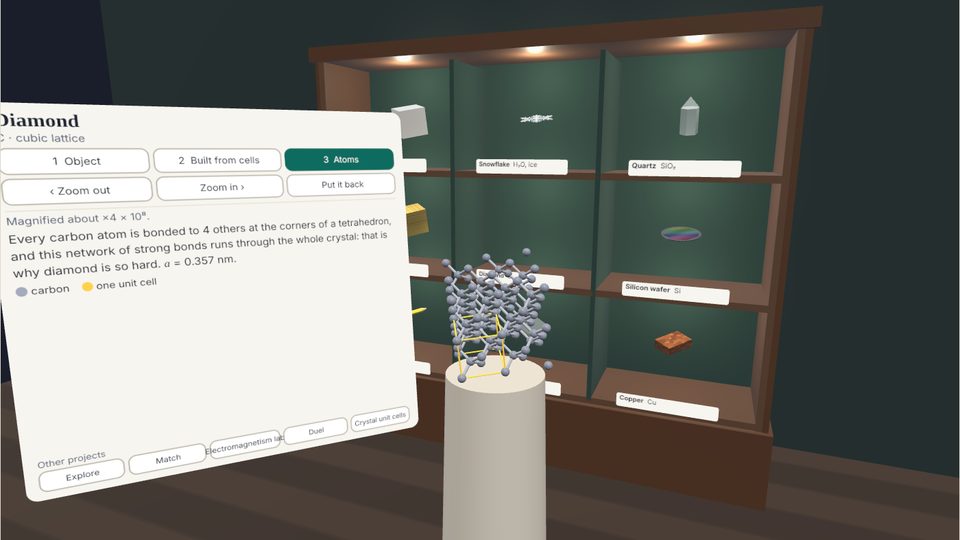 Diamond
C · cubic lattice
1 Object
2 Built from cells
3 Atoms
‹ Zoom out
Zoom in ›
Put it back
Magnified about ×4 × 10⁸.
Every carbon atom is bonded to 4 others at the corners of a tetrahedron,
and this network of strong bonds runs through the whole crystal: that is
why diamond is so hard. a = 0.357 nm.
carbon
one unit cell
Other projects
Explore
Match
Electromagnetism lab
Duel
Crystal unit cells
Snowflake H₂O, ice
Quartz SiO₂
Silicon wafer Si
Copper Cu